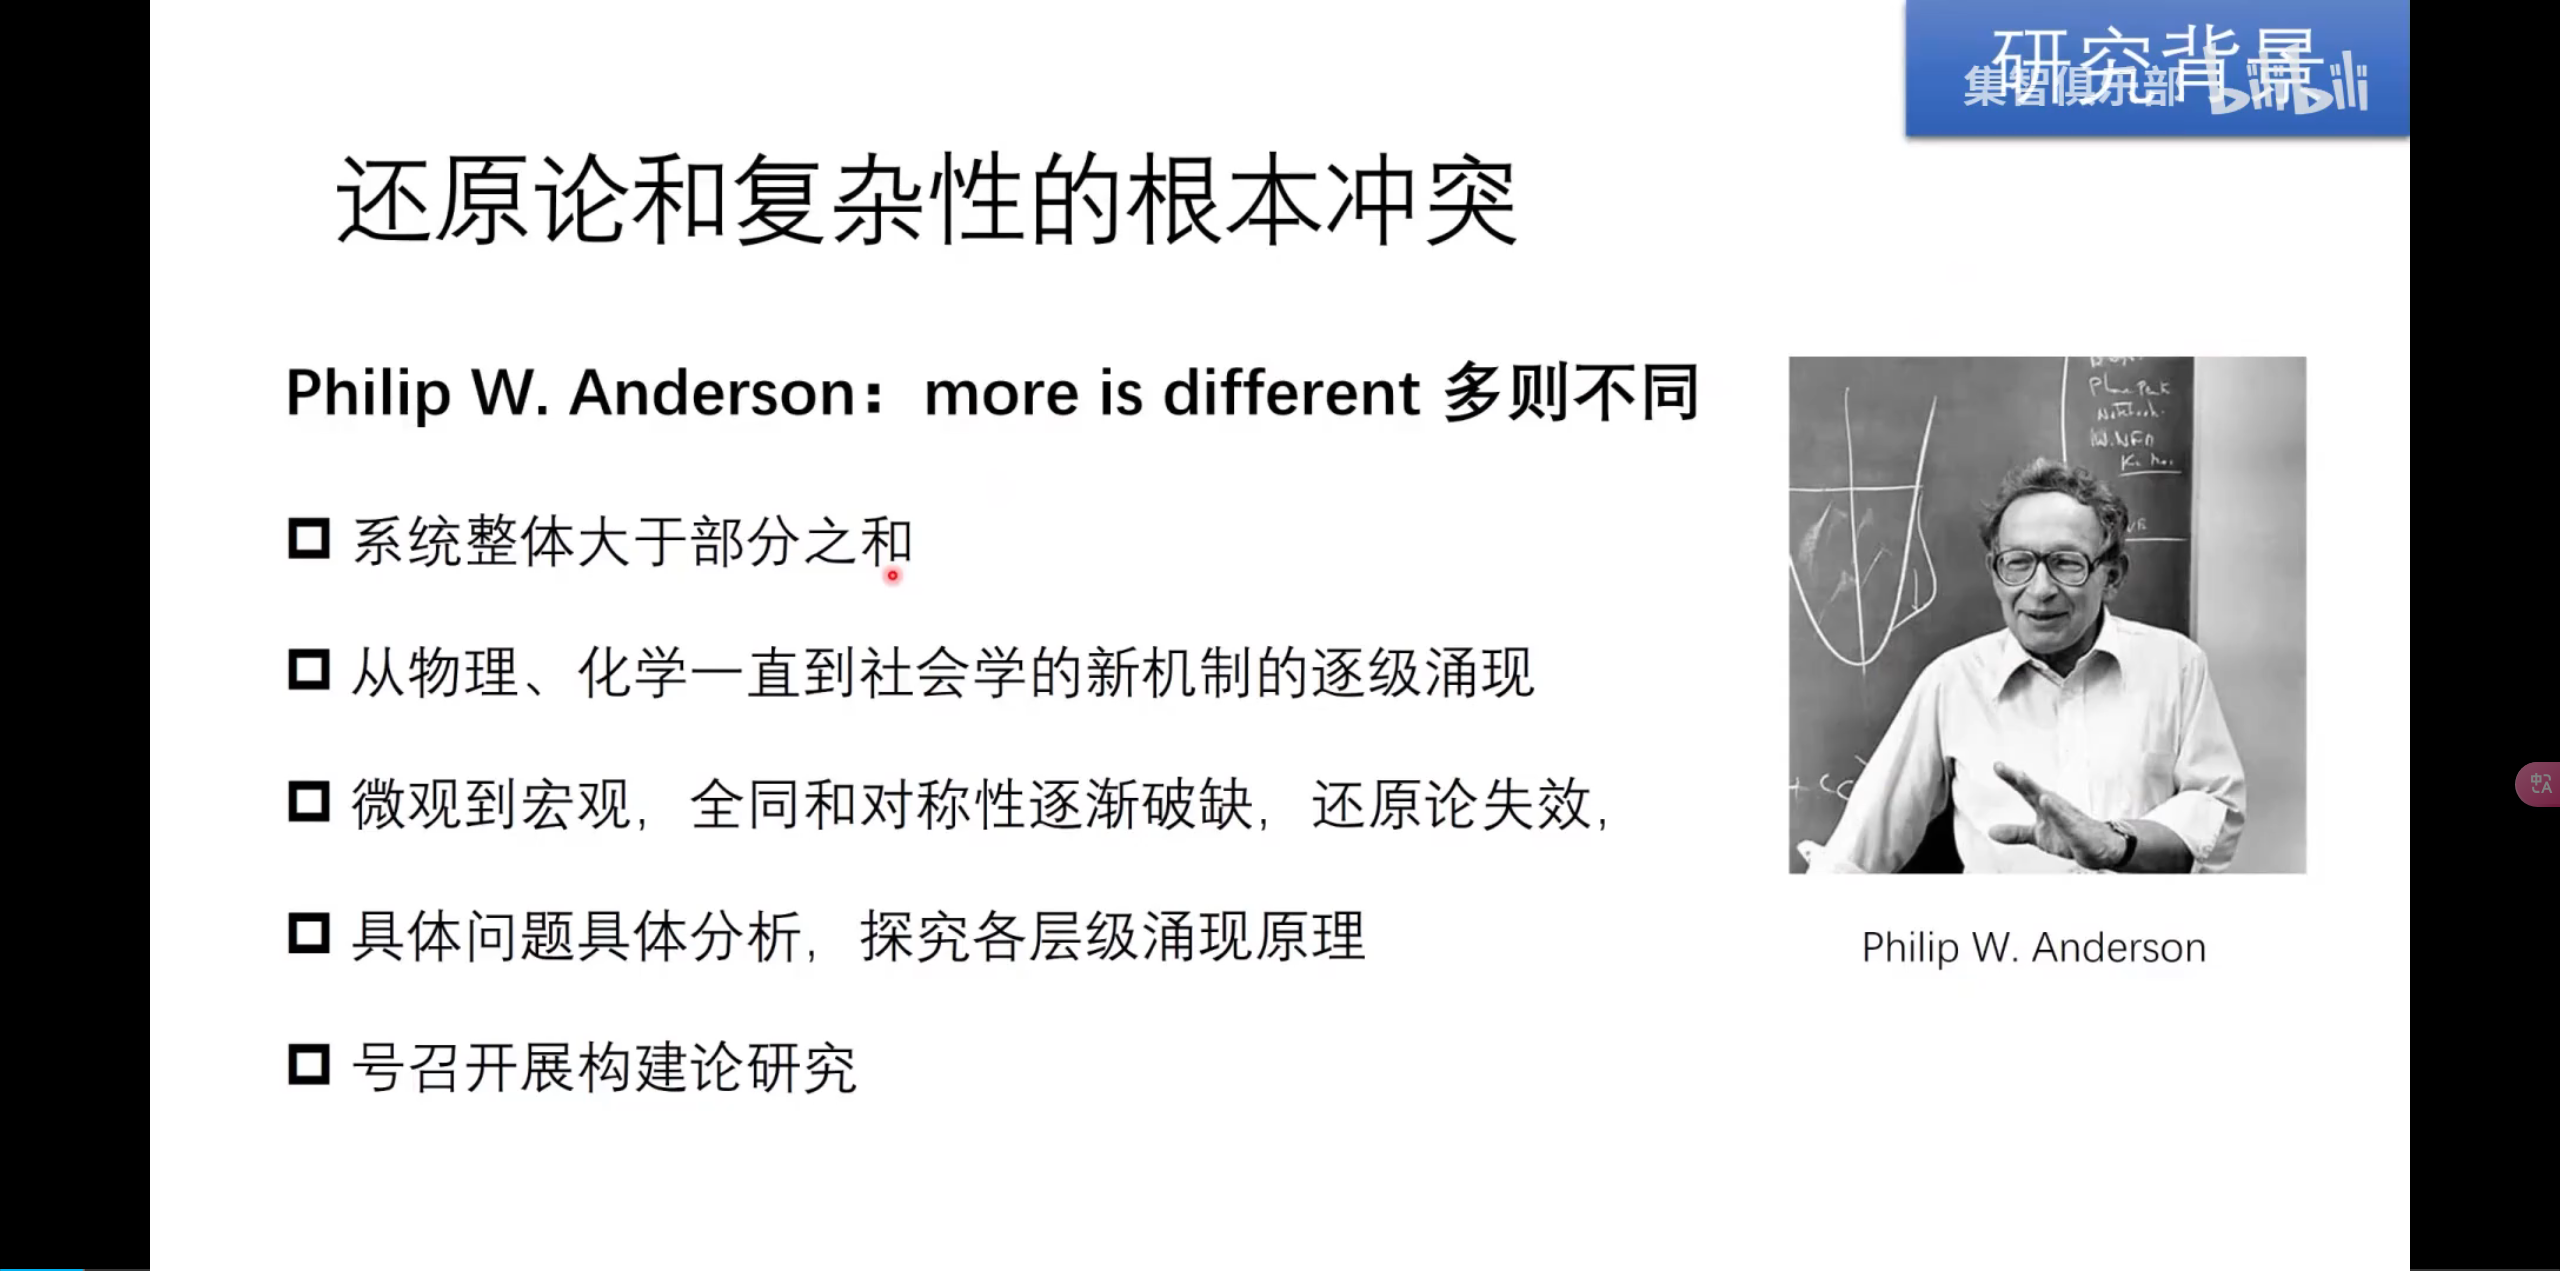 研究背景
集智俱乐部 bilibili
还原论和复杂性的根本冲突
Philip W. Anderson：more is different 多则不同
系统整体大于部分之和
从物理、化学一直到社会学的新机制的逐级涌现
微观到宏观，全同和对称性逐渐破缺，还原论失效，
具体问题具体分析，探究各层级涌现原理
号召开展构建论研究
Philip W. Anderson